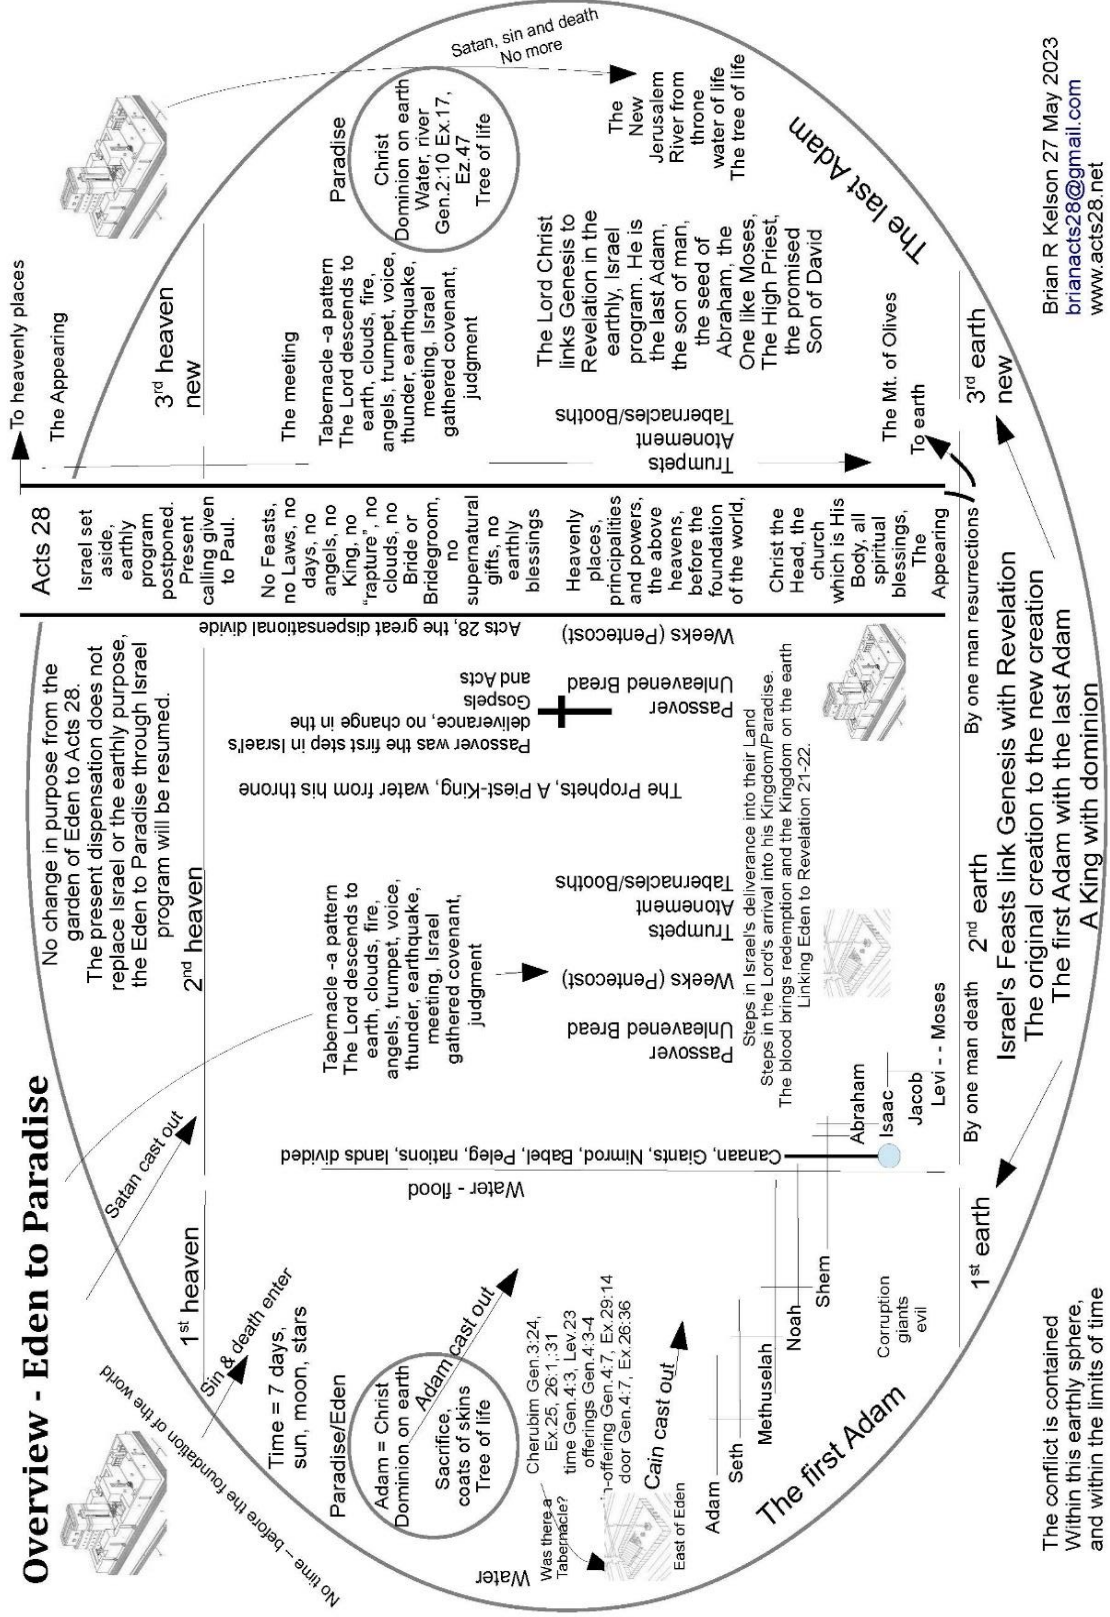 Overview - Eden to Paradise
No time – before the foundation of the world
Satan cast out
Sin & death enter
1st heaven
Time = 7 days,
sun, moon, stars
Paradise/Eden
Adam = Christ
Dominion on earth
Sacrifice,
coats of skins
Tree of life
Adam cast out
Water
Was there a
Tabernacle?
Cherubim Gen.3:24,
Ex.25, 26:1,:31
time Gen.4:3, Lev.23
offerings Gen.4:3-4
n-offering Gen.4:7, Ex.29:14
door Gen.4:7, Ex.26:36
East of Eden
Cain cast out
Adam
Seth
Methuselah
Noah
Shem
The first Adam
Corruption
giants
evil
1st earth
Water - flood
Canaan, Giants, Nimrod, Babel, Peleg, nations, lands divided
Abraham
Isaac
Jacob
Levi - - Moses
No change in purpose from the
garden of Eden to Acts 28.
The present dispensation does not
replace Israel or the earthly purpose,
the Eden to Paradise through Israel
program will be resumed.
2nd heaven
Tabernacle -a pattern
The Lord descends to
earth, clouds, fire,
angels, trumpet, voice,
thunder, earthquake,
meeting, Israel
gathered covenant,
judgment
Passover
Unleavened Bread
Weeks (Pentecost)
Trumpets
Atonement
Tabernacles/Booths
Steps in Israel's deliverance into their Land
Steps in the Lord's arrival into his Kingdom/Paradise.
The blood brings redemption and the Kingdom on the earth
Linking Eden to Revelation 21-22.
The Prophets, A Piest-King, water from his throne
Passover was the first step in Israel's
deliverance, no change in the
Gospels
and Acts
Passover
Unleavened Bread
Weeks (Pentecost)
Acts 28, the great dispensational divide
By one man death
2nd earth
By one man resurrections
Acts 28
Israel set
aside,
earthly
program
postponed.
Present
calling given
to Paul.
No Feasts,
no Laws, no
days, no
angels, no
King, no
“rapture”, no
clouds, no
Bride or
Bridegroom,
no
supernatural
gifts, no
earthly
blessings
Heavenly
places,
principalities
and powers,
the above
heavens,
before the
foundation
of the world,
Christ the
Head, the
church
which is His
Body, all
spiritual
blessings,
The
Appearing
To heavenly places
The Appearing
3rd heaven
new
The meeting
Tabernacle -a pattern
The Lord descends to
earth, clouds, fire,
angels, trumpet, voice,
thunder, earthquake,
meeting, Israel
gathered covenant,
judgment
Trumpets
Atonement
Tabernacles/Booths
The Mt. of Olives
To earth
3rd earth
new
Paradise
Christ
Dominion on earth
Water, river
Gen.2:10 Ex.17,
Ez.47
Tree of life
Satan, sin and death
No more
The
New
Jerusalem
River from
throne
water of life
The tree of life
The Lord Christ
links Genesis to
Revelation in the
earthly, Israel
program. He is
the last Adam,
the son of man,
the seed of
Abraham, the
One like Moses,
The High Priest,
the promised
Son of David
The last Adam
Israel's Feasts link Genesis with Revelation
The original creation to the new creation
The first Adam with the last Adam
A King with dominion
The conflict is contained
Within this earthly sphere,
and within the limits of time
Brian R Kelson 27 May 2023
brianacts28@gmail.com
www.acts28.net